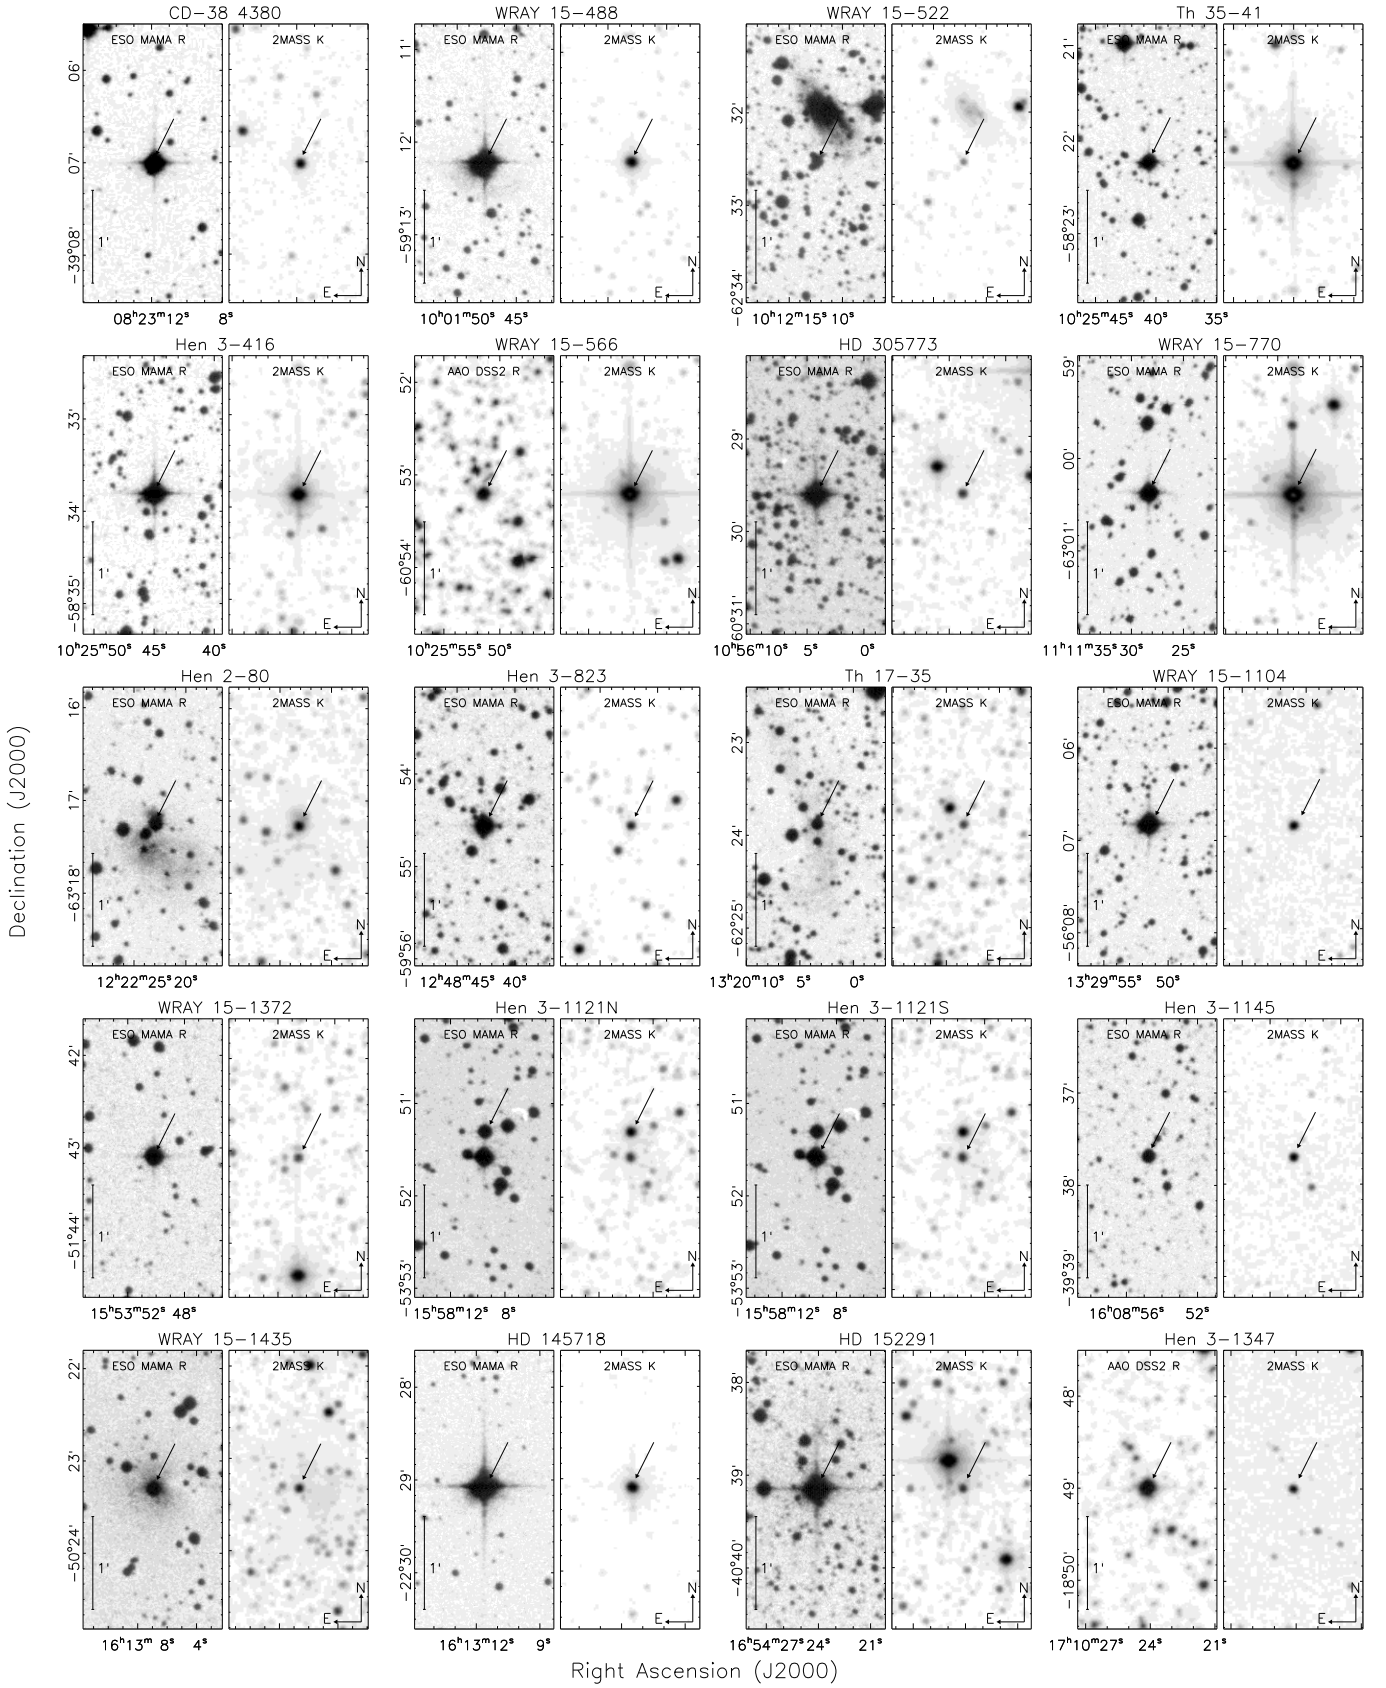 CD-38 4380
WRAY 15-488
WRAY 15-522
Th 35-41
ESO MAMA R 2MASS K
ESO MAMA R 2MASS K
ESO MAMA R 2MASS K
ESO MAMA R 2MASS K
06' 07' -39°08'
11' 12' -59°13'
32' 33' -62°34'
21' 22' -58°23'
1' E N
1' E N
1' E N
1' E N
08ʰ23ᵐ12ˢ 8ˢ
10ʰ01ᵐ50ˢ 45ˢ
10ʰ12ᵐ15ˢ 10ˢ
10ʰ25ᵐ45ˢ 40ˢ 35ˢ
Hen 3-416
WRAY 15-566
HD 305773
WRAY 15-770
ESO MAMA R 2MASS K
AAO DSS2 R 2MASS K
ESO MAMA R 2MASS K
ESO MAMA R 2MASS K
33' 34' -58°35'
52' 53' -60°54'
29' 30' -60°31'
59' 00' -63°01'
1' E N
1' E N
1' E N
1' E N
10ʰ25ᵐ50ˢ 45ˢ 40ˢ
10ʰ25ᵐ55ˢ 50ˢ
10ʰ56ᵐ10ˢ 5ˢ 0ˢ
11ʰ11ᵐ35ˢ 30ˢ 25ˢ
Hen 2-80
Hen 3-823
Th 17-35
WRAY 15-1104
ESO MAMA R 2MASS K
ESO MAMA R 2MASS K
ESO MAMA R 2MASS K
ESO MAMA R 2MASS K
16' 17' -63°18'
54' 55' -59°56'
23' 24' -62°25'
06' 07' -56°08'
1' E N
1' E N
1' E N
1' E N
12ʰ22ᵐ25ˢ 20ˢ
12ʰ48ᵐ45ˢ 40ˢ
13ʰ20ᵐ10ˢ 5ˢ 0ˢ
13ʰ29ᵐ55ˢ 50ˢ
Declination (J2000)
WRAY 15-1372
Hen 3-1121N
Hen 3-1121S
Hen 3-1145
ESO MAMA R 2MASS K
ESO MAMA R 2MASS K
ESO MAMA R 2MASS K
ESO MAMA R 2MASS K
42' 43' -51°44'
51' 52' -53°53'
51' 52' -53°53'
37' 38' -39°39'
1' E N
1' E N
1' E N
1' E N
15ʰ53ᵐ52ˢ 48ˢ
15ʰ58ᵐ12ˢ 8ˢ
15ʰ58ᵐ12ˢ 8ˢ
16ʰ08ᵐ56ˢ 52ˢ
WRAY 15-1435
HD 145718
HD 152291
Hen 3-1347
ESO MAMA R 2MASS K
ESO MAMA R 2MASS K
ESO MAMA R 2MASS K
AAO DSS2 R 2MASS K
22' 23' -50°24'
28' 29' -22°30'
38' 39' -40°40'
48' 49' -18°50'
1' E N
1' E N
1' E N
1' E N
16ʰ13ᵐ 8ˢ 4ˢ
16ʰ13ᵐ12ˢ 9ˢ
16ʰ54ᵐ27ˢ24ˢ 21ˢ
17ʰ10ᵐ27ˢ 24ˢ 21ˢ
Right Ascension (J2000)